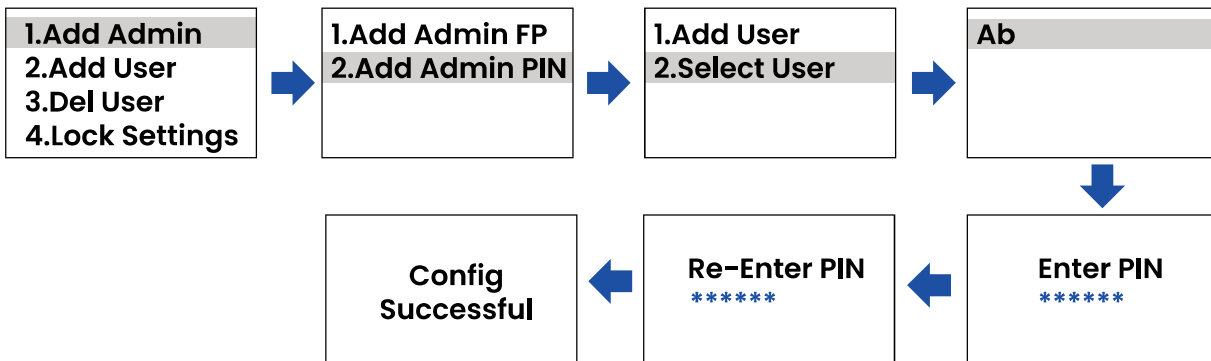 1.Add Admin
2.Add User
3.Del User
4.Lock Settings
1.Add Admin FP
2.Add Admin PIN
1.Add User
2.Select User
Ab
Enter PIN
******
Re-Enter PIN
******
Config
Successful